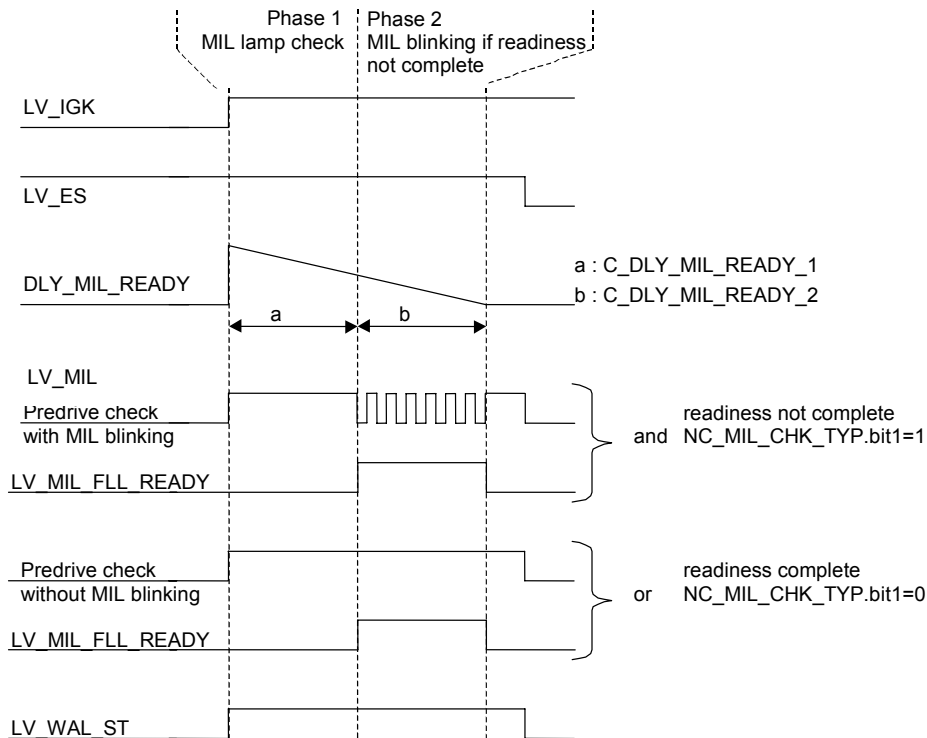 Phase 1
MIL lamp check
Phase 2
MIL blinking if readiness
not complete
LV_IGK
LV_ES
DLY_MIL_READY
a : C_DLY_MIL_READY_1
b : C_DLY_MIL_READY_2
a
b
LV_MIL
Predrive check
with MIL blinking
readiness not complete
and NC_MIL_CHK_TYP.bit1=1
LV_MIL_FLL_READY
Predrive check
without MIL blinking
readiness complete
or NC_MIL_CHK_TYP.bit1=0
LV_MIL_FLL_READY
LV_WAL_ST